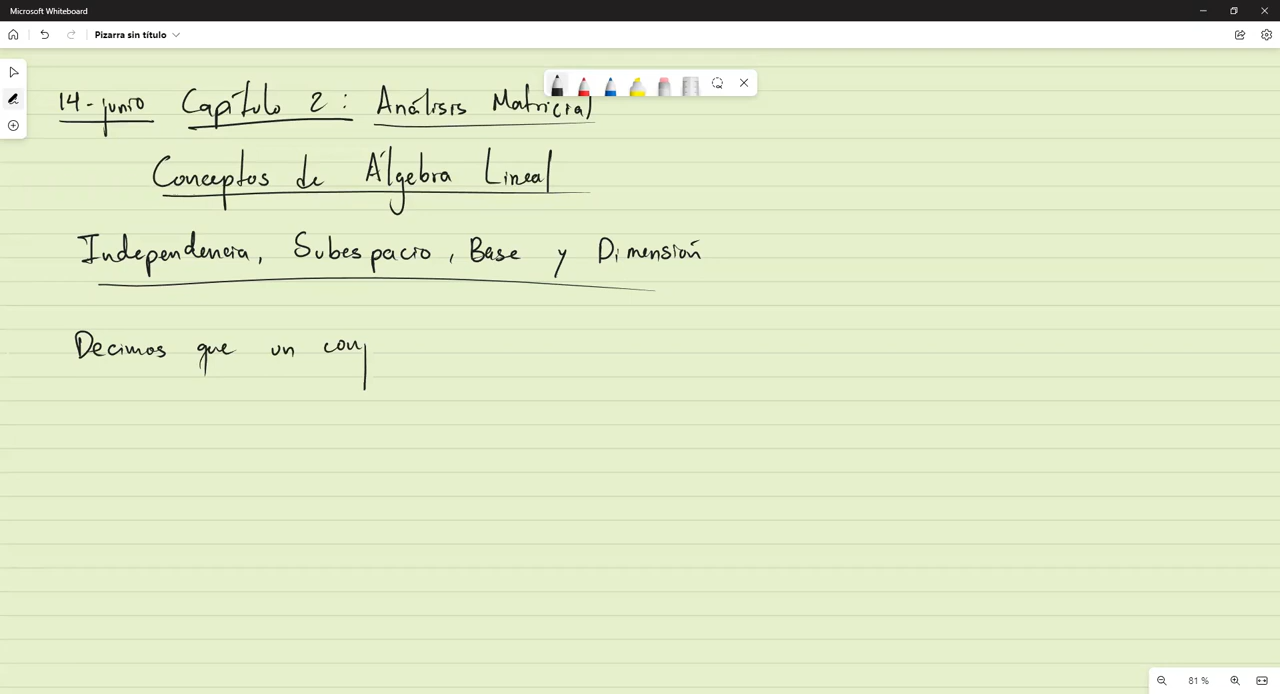 Microsoft Whiteboard
Pizarra sin título
14-junio Capítulo 2: Análisis Matricial
Conceptos de Álgebra Lineal
Independencia, Subespacio, Base y Dimensión
Decimos que un conj
81 %